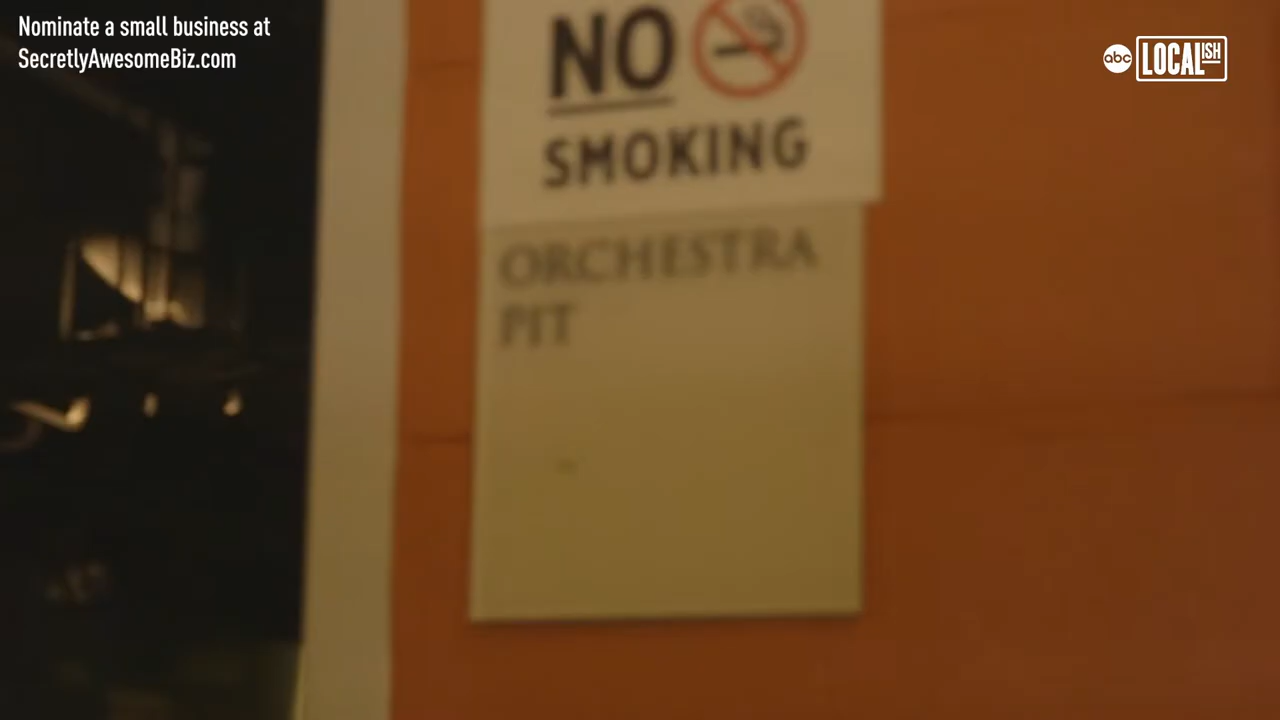 Nominate a small business at
SecretlyAwesomeBiz.com
abc LOCALISH
NO
SMOKING
ORCHESTRA
PIT